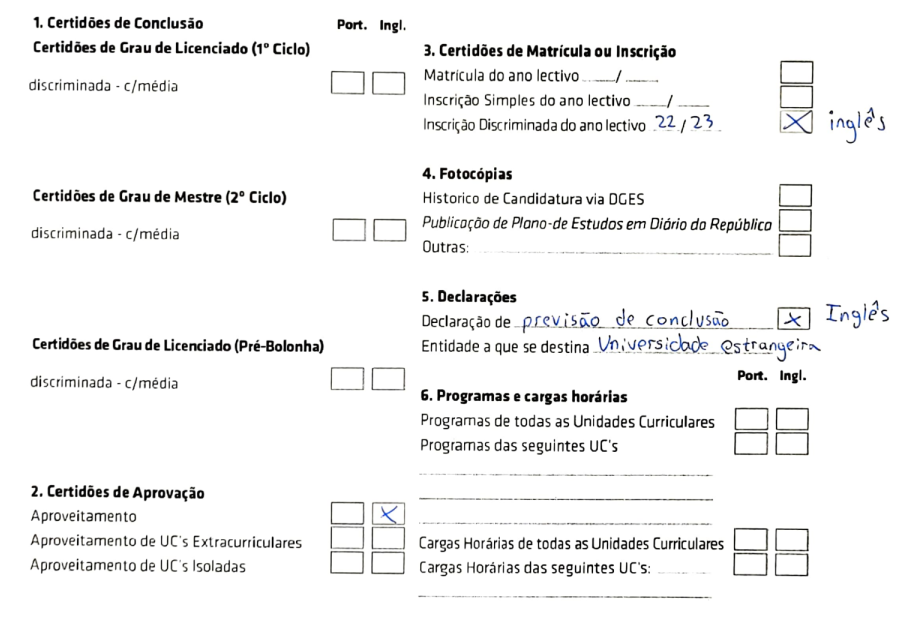 1. Certidões de Conclusão Port. Ingl.
Certidões de Grau de Licenciado (1º Ciclo)
discriminada - c/média
Certidões de Grau de Mestre (2º Ciclo)
discriminada - c/média
Certidões de Grau de Licenciado (Pré-Bolonha)
discriminada - c/média
2. Certidões de Aprovação
Aproveitamento X
Aproveitamento de UC's Extracurriculares
Aproveitamento de UC's Isoladas
3. Certidões de Matrícula ou Inscrição
Matrícula do ano lectivo ____/____
Inscrição Simples do ano lectivo ____/____
Inscrição Discriminada do ano lectivo 22/23 X inglês
4. Fotocópias
Historico de Candidatura via DGES
Publicação de Plano-de Estudos em Diário da República
Outras:
5. Declarações
Declaração de previsão de conclusão X Inglês
Entidade a que se destina Universidade estrangeira
Port. Ingl.
6. Programas e cargas horárias
Programas de todas as Unidades Curriculares
Programas das seguintes UC's
Cargas Horárias de todas as Unidades Curriculares
Cargas Horárias das seguintes UC's: